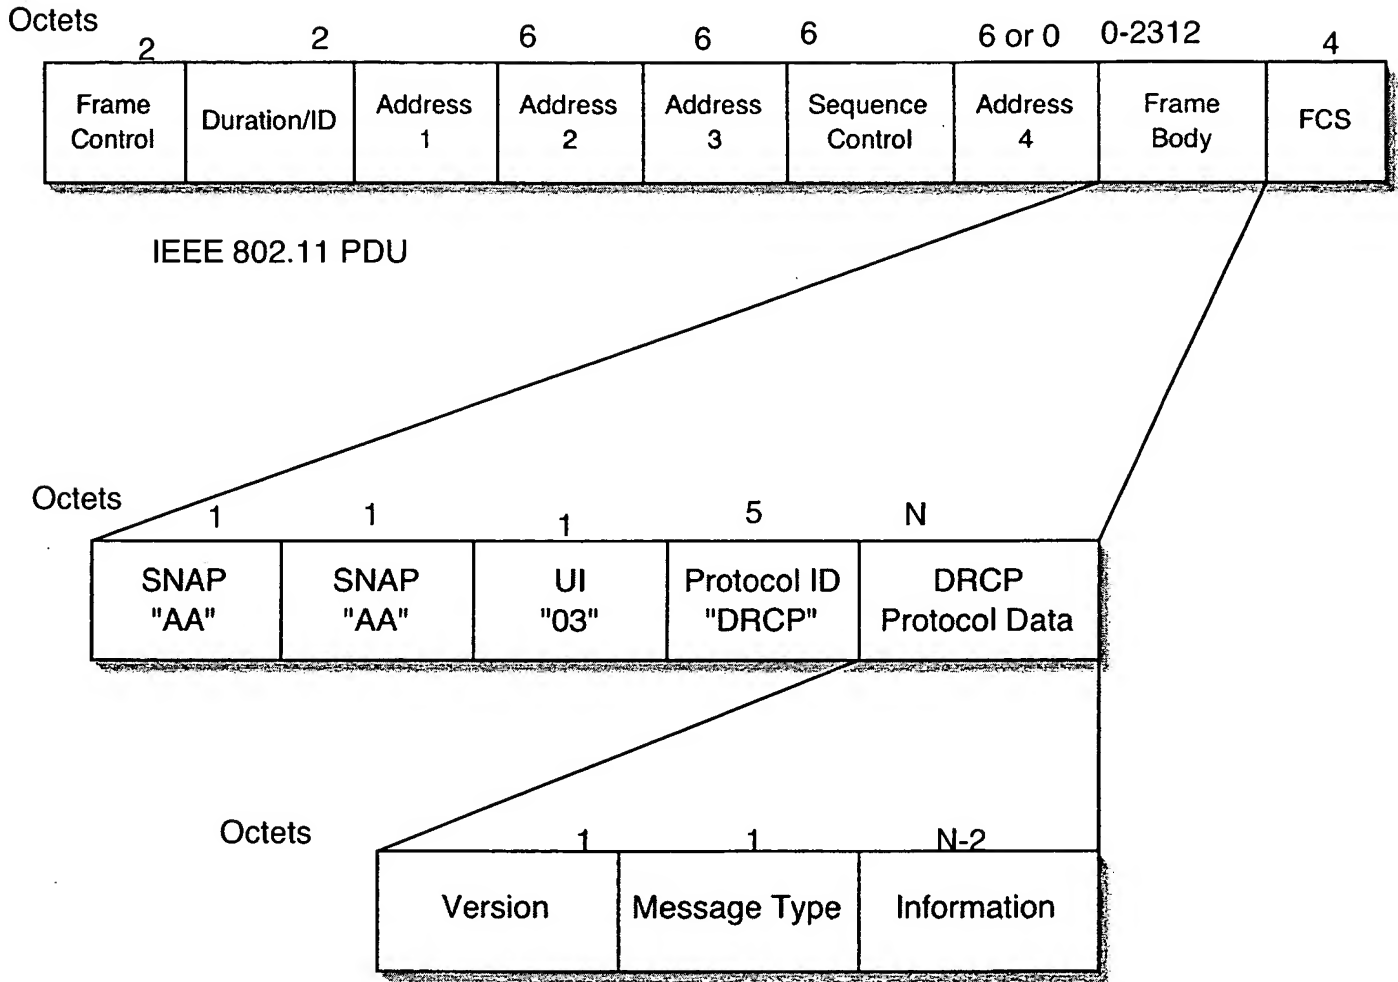 Octets
2 2 6 6 6 6 or 0 0-2312 4
Frame Control
Duration/ID
Address 1
Address 2
Address 3
Sequence Control
Address 4
Frame Body
FCS
IEEE 802.11 PDU
Octets
1 1 1 5 N
SNAP "AA"
SNAP "AA"
UI "03"
Protocol ID "DRCP"
DRCP Protocol Data
Octets
1 1 N-2
Version
Message Type
Information